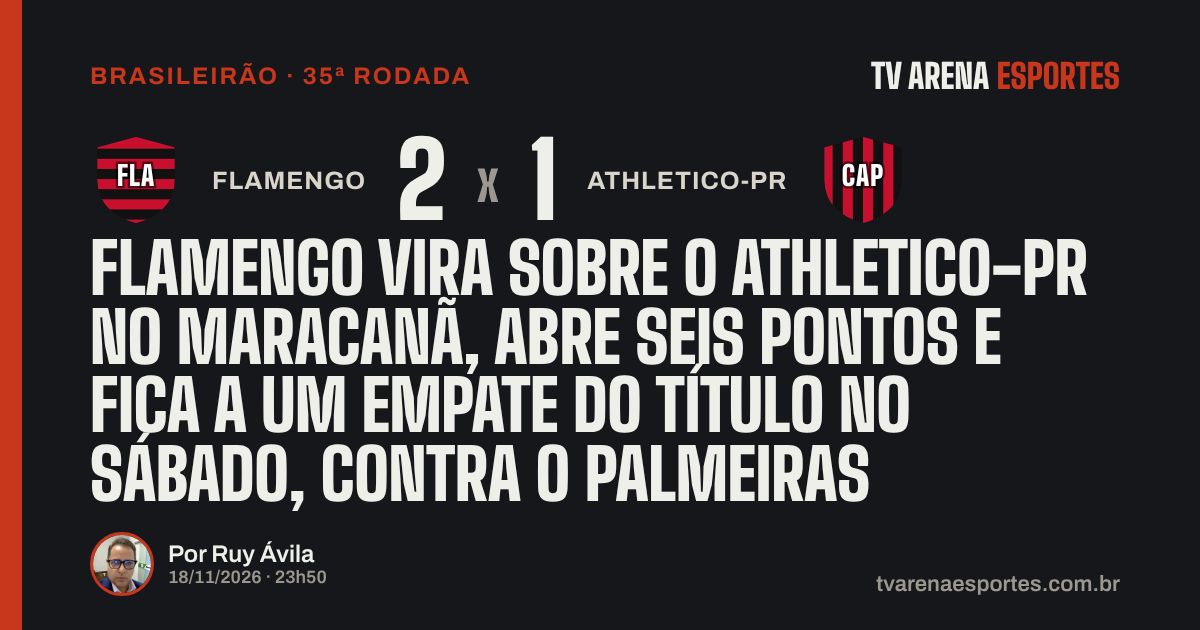 BRASILEIRÃO · 35ª RODADA
TV ARENA ESPORTES
FLA FLAMENGO 2 X 1 ATHLETICO-PR CAP
FLAMENGO VIRA SOBRE O ATHLETICO-PR
NO MARACANÃ, ABRE SEIS PONTOS E
FICA A UM EMPATE DO TÍTULO NO
SÁBADO, CONTRA O PALMEIRAS
Por Ruy Ávila
18/11/2026 · 23h50
tvarenaesportes.com.br